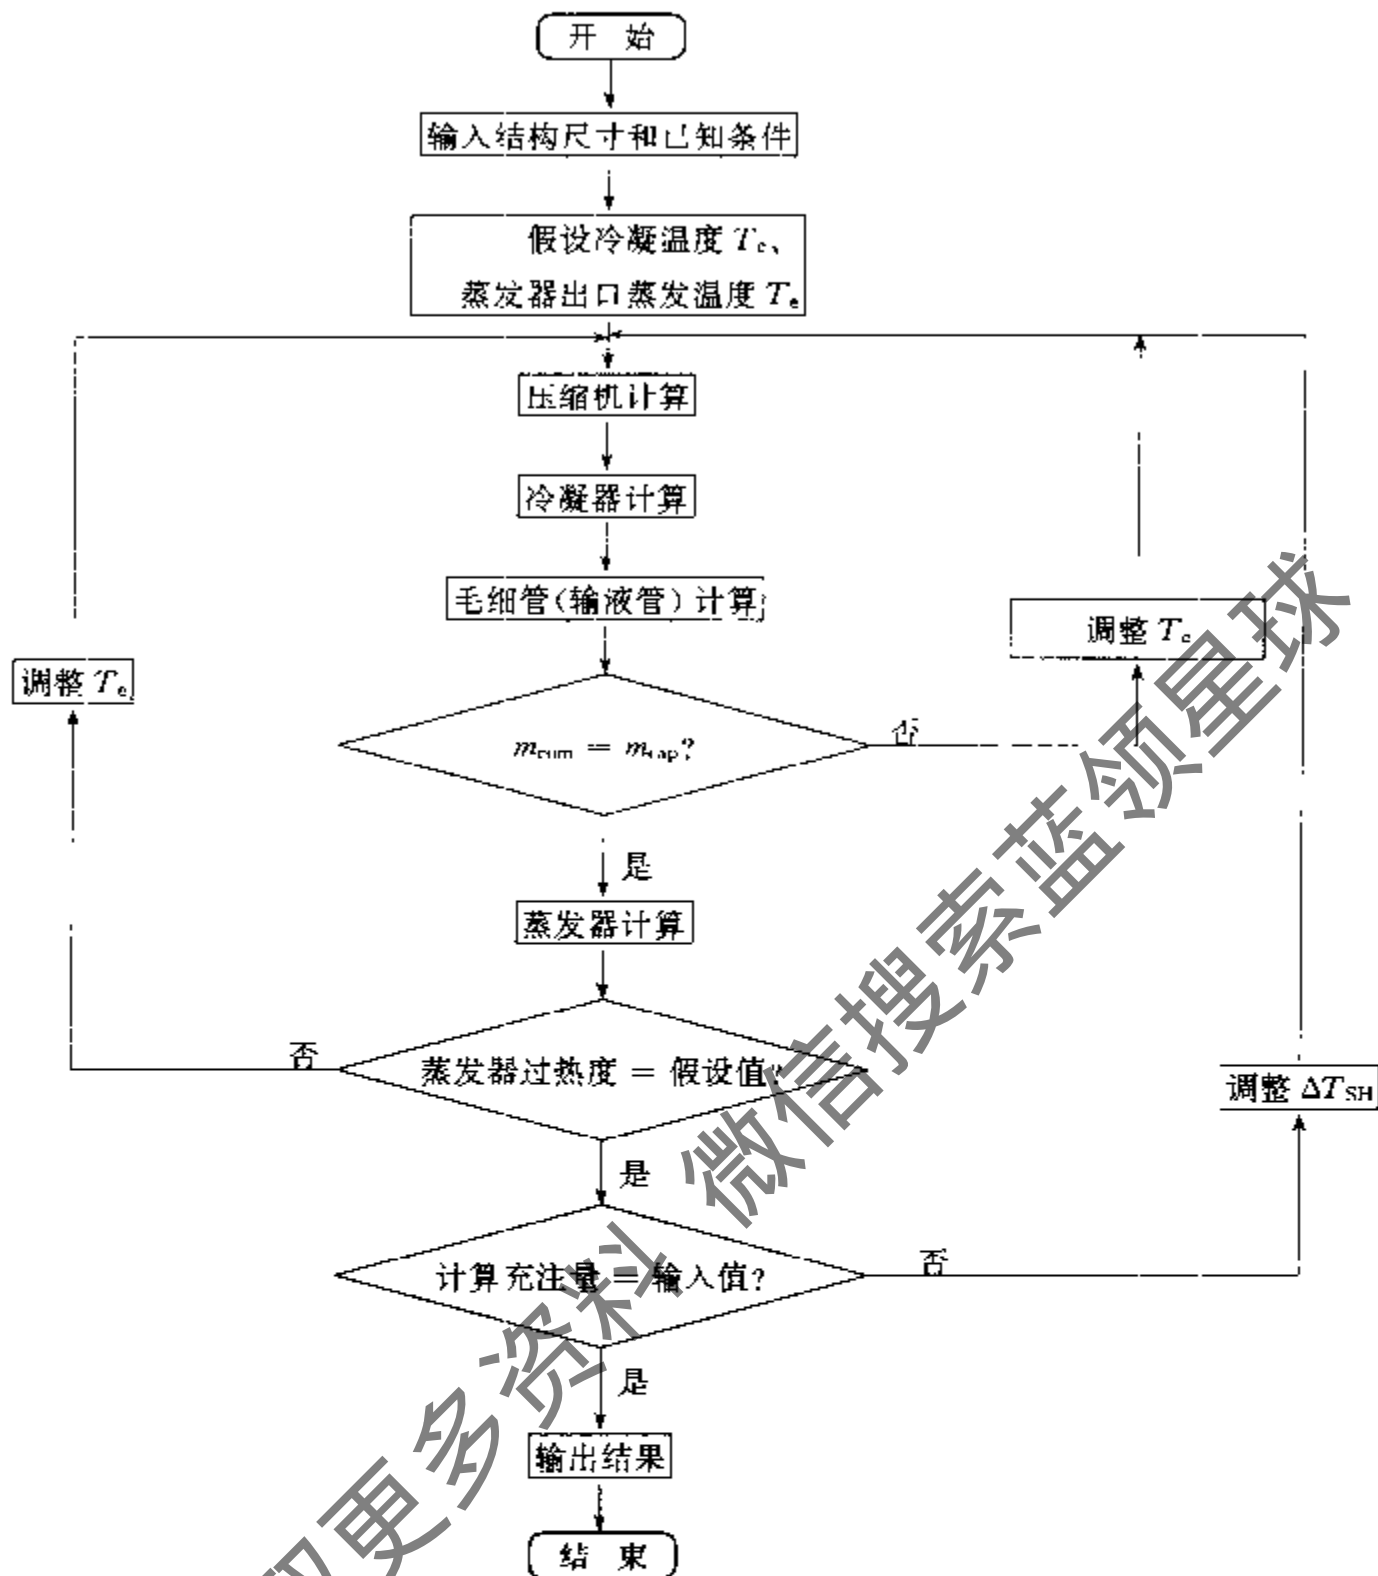 开 始
输入结构尺寸和已知条件
假设冷凝温度 Tc、
蒸发器出口蒸发温度 Te
压缩机计算
冷凝器计算
毛细管(输液管)计算
调整 Tc
调整 Te
mcom = mcap?
否
是
蒸发器计算
否
蒸发器过热度 = 假设值?
调整 ΔTSH
是
计算充注量 = 输入值?
否
是
输出结果
结 束
取更多资料 微信搜索蓝领星球